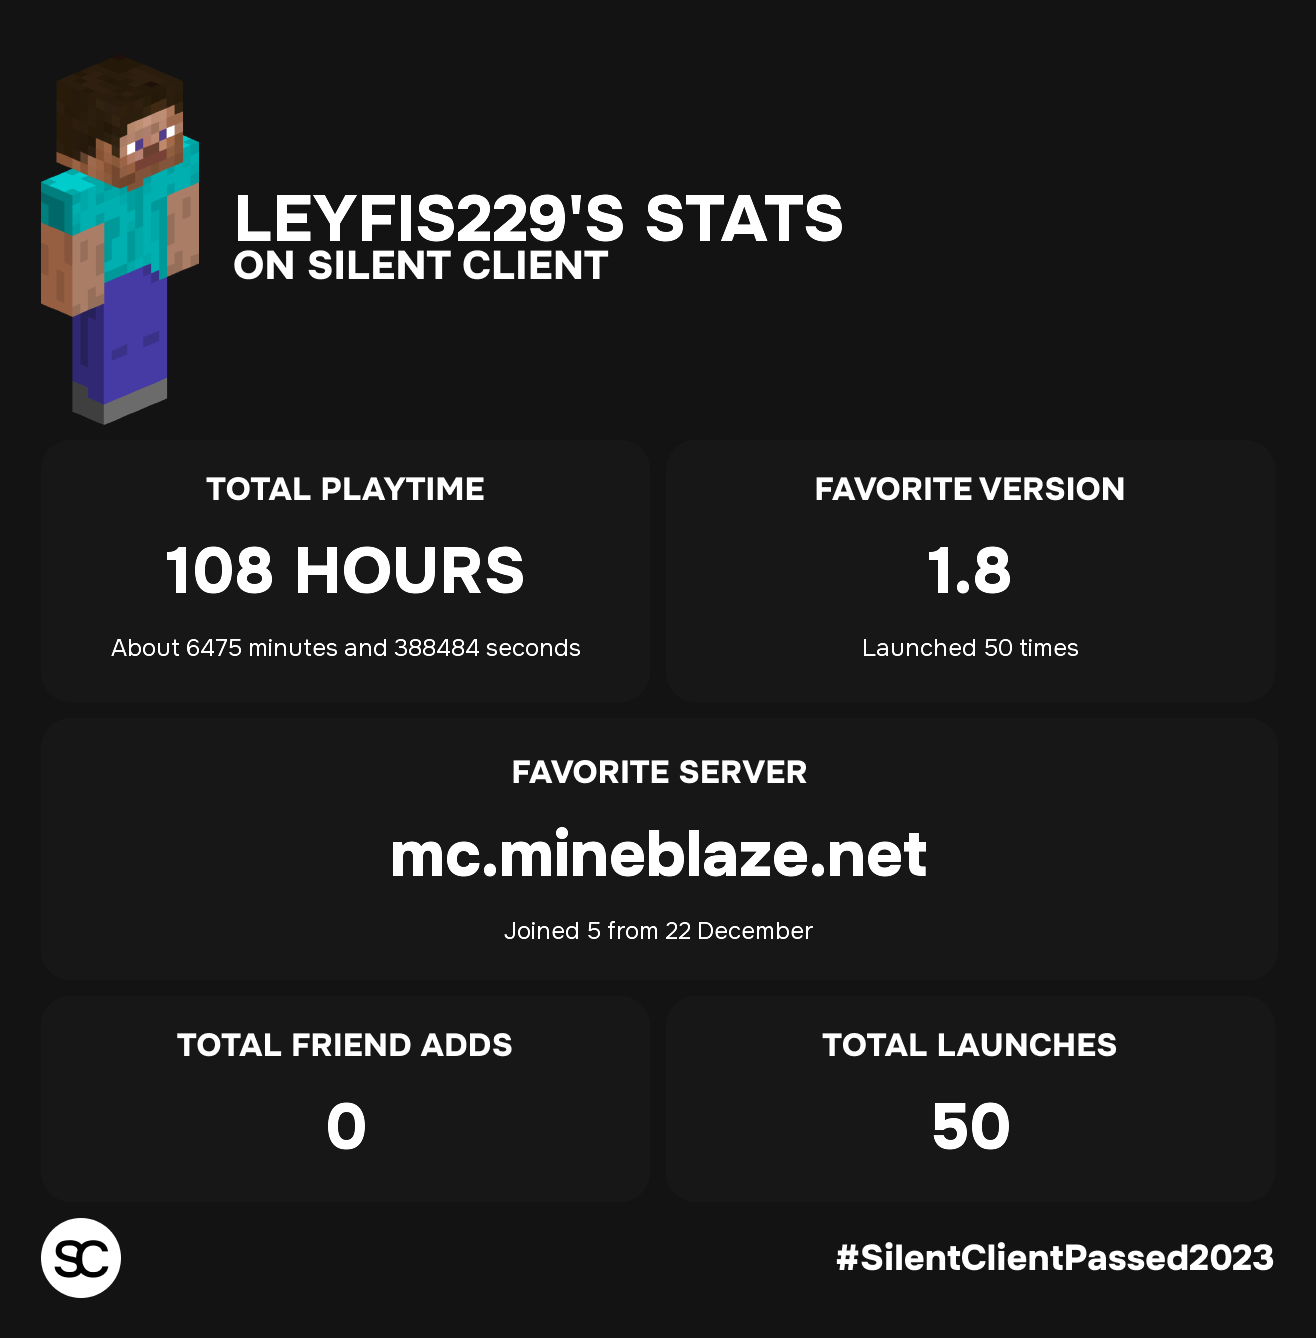 LEYFIS229'S STATS
ON SILENT CLIENT
TOTAL PLAYTIME
108 HOURS
About 6475 minutes and 388484 seconds
FAVORITE VERSION
1.8
Launched 50 times
FAVORITE SERVER
mc.mineblaze.net
Joined 5 from 22 December
TOTAL FRIEND ADDS
0
TOTAL LAUNCHES
50
SC
#SilentClientPassed2023